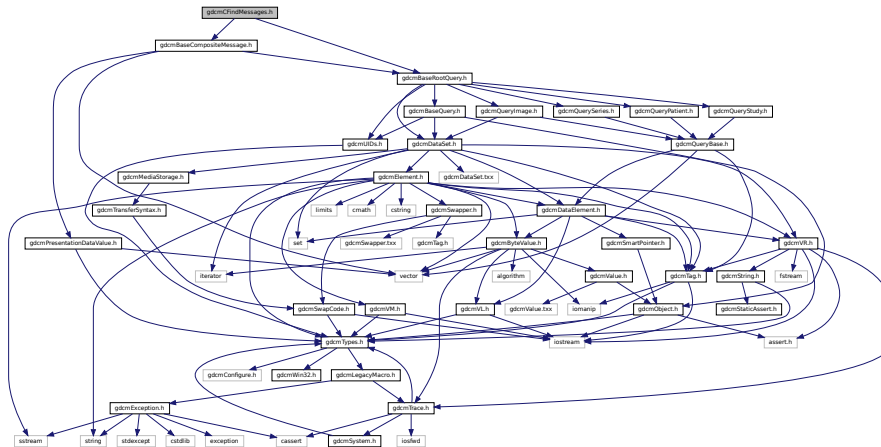 gdcmCFindMessages.h
gdcmBaseCompositeMessage.h
gdcmBaseRootQuery.h
gdcmBaseQuery.h
gdcmQueryImage.h
gdcmQuerySeries.h
gdcmQueryPatient.h
gdcmQueryStudy.h
gdcmUIDs.h
gdcmDataSet.h
gdcmQueryBase.h
gdcmMediaStorage.h
gdcmElement.h
gdcmDataSet.txx
gdcmTransferSyntax.h
limits
cmath
cstring
gdcmSwapper.h
gdcmDataElement.h
gdcmPresentationDataValue.h
set
gdcmSwapper.txx
gdcmTag.h
gdcmByteValue.h
gdcmSmartPointer.h
gdcmVR.h
iterator
vector
algorithm
gdcmValue.h
gdcmTag.h
gdcmString.h
fstream
gdcmSwapCode.h
gdcmVM.h
gdcmVL.h
gdcmValue.txx
iomanip
gdcmObject.h
gdcmStaticAssert.h
gdcmTypes.h
iostream
assert.h
gdcmConfigure.h
gdcmWin32.h
gdcmLegacyMacro.h
gdcmException.h
gdcmTrace.h
sstream
string
stdexcept
cstdlib
exception
cassert
gdcmSystem.h
iosfwd